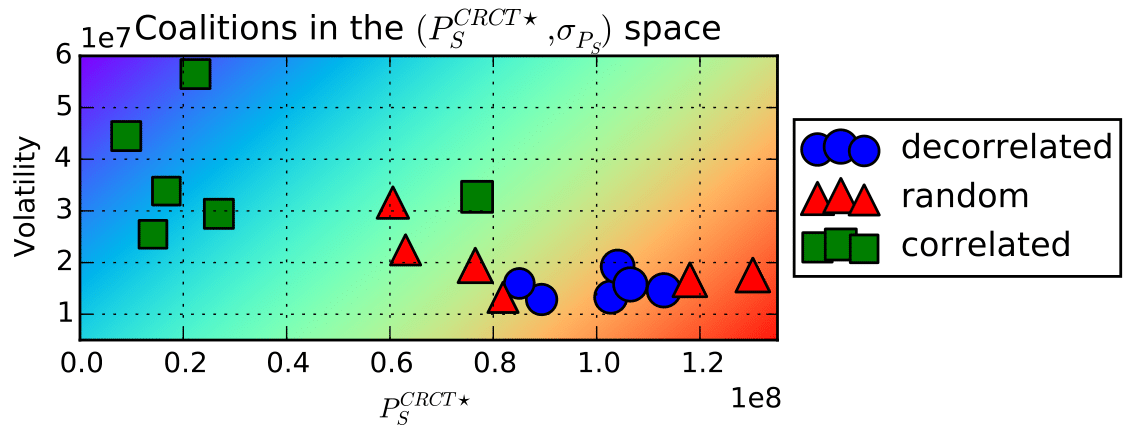 1e7
Coalitions in the (P_S^{CRCT⋆} ,σ_{P_S}) space
6
5
4
3
2
1
Volatility
0.0 0.2 0.4 0.6 0.8 1.0 1.2
1e8
P_S^{CRCT⋆}
decorrelated
random
correlated